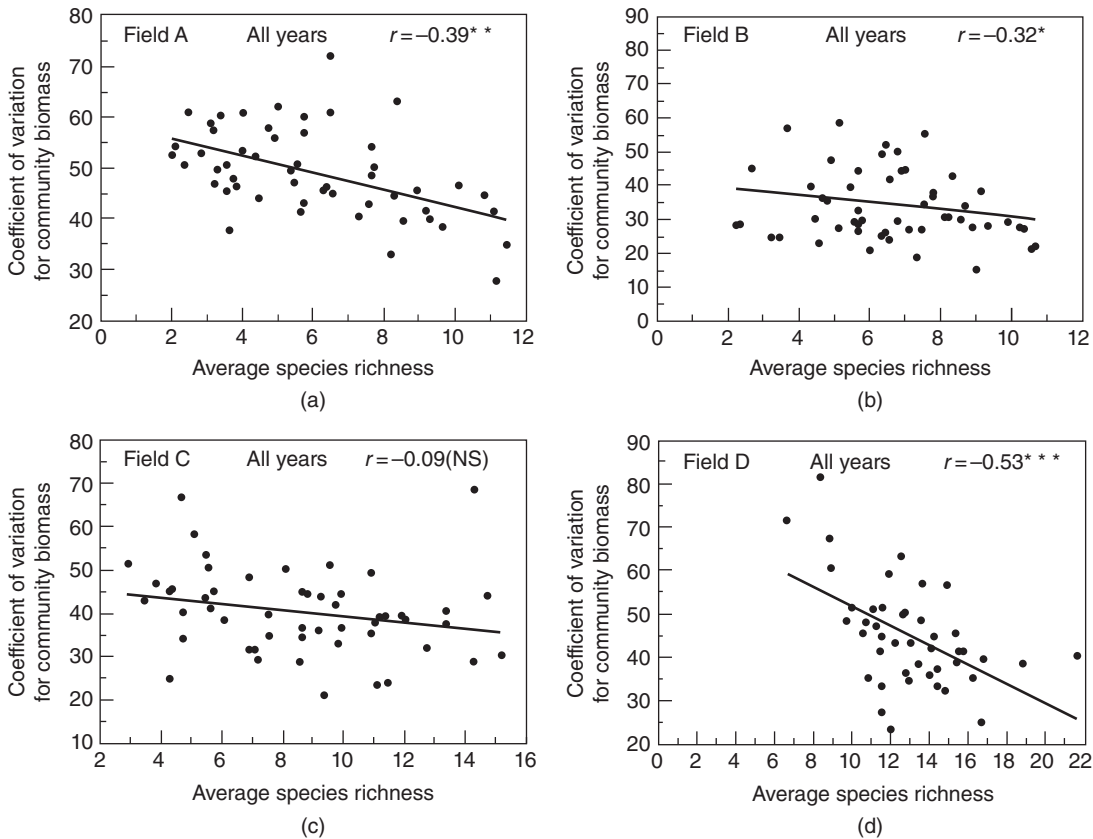 80
70
60
50
40
30
20
Field A All years r=−0.39* *
0 2 4 6 8 10 12
Coefficient of variation
for community biomass
Average species richness
(a)
90
80
70
60
50
40
30
20
10
0
Field B All years r=−0.32*
0 2 4 6 8 10 12
Coefficient of variation
for community biomass
Average species richness
(b)
80
70
60
50
40
30
20
10
Field C All years r=−0.09(NS)
2 4 6 8 10 12 14 16
Coefficient of variation
for community biomass
Average species richness
(c)
90
80
70
60
50
40
30
20
Field D All years r=−0.53* * *
0 2 4 6 8 10 12 14 16 18 20 22
Coefficient of variation
for community biomass
Average species richness
(d)